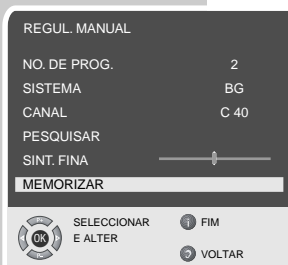 REGUL. MANUAL
NO. DE PROG. 2
SISTEMA BG
CANAL C 40
PESQUISAR
SINT. FINA
MEMORIZAR
SELECCIONAR FIM
E ALTER
OK
VOLTAR